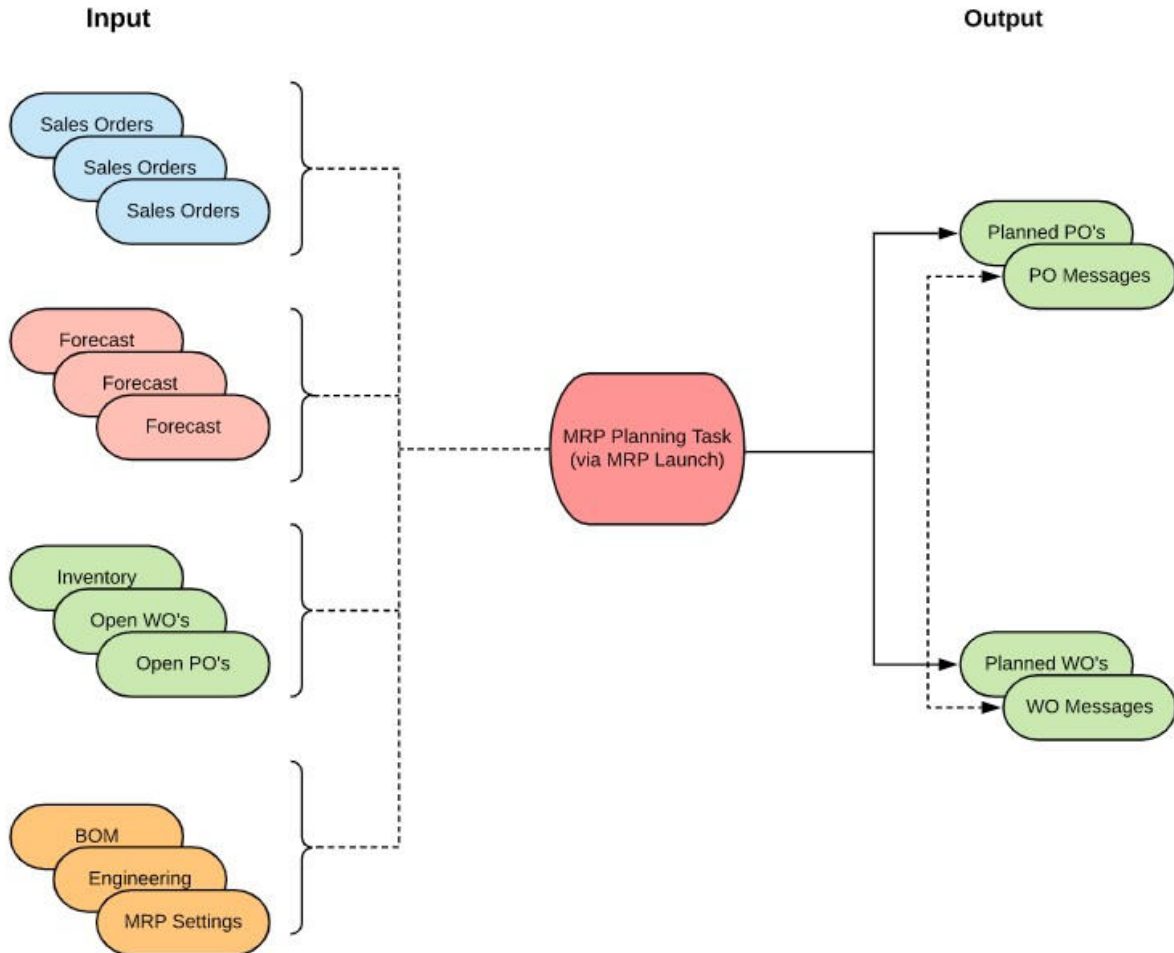 Input
Output
Sales Orders
Sales Orders
Sales Orders
Forecast
Forecast
Forecast
Inventory
Open WO's
Open PO's
BOM
Engineering
MRP Settings
MRP Planning Task
(via MRP Launch)
Planned PO's
PO Messages
Planned WO's
WO Messages